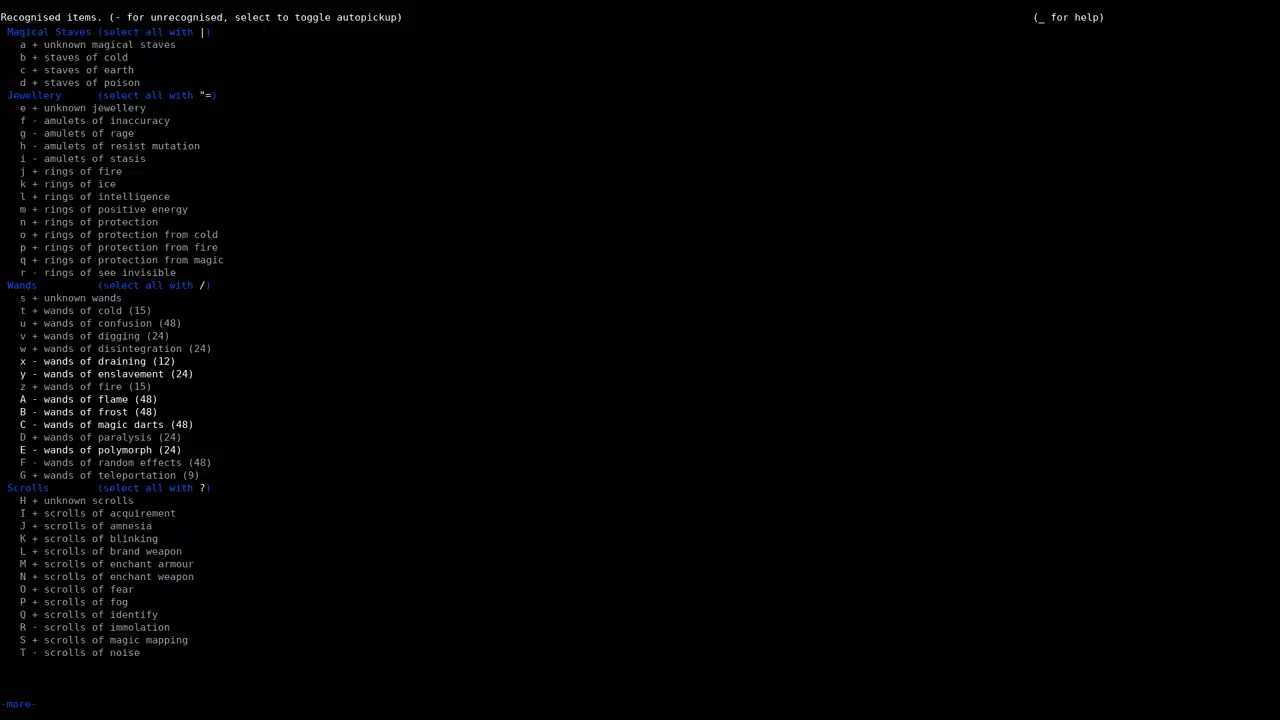 Recognised items. (- for unrecognised, select to toggle autopickup) (_ for help)
Magical Staves (select all with |)
a + unknown magical staves
b + staves of cold
c + staves of earth
d + staves of poison
Jewellery (select all with "=)
e + unknown jewellery
f - amulets of inaccuracy
g - amulets of rage
h - amulets of resist mutation
i - amulets of stasis
j + rings of fire
k + rings of ice
l + rings of intelligence
m + rings of positive energy
n + rings of protection
o + rings of protection from cold
p + rings of protection from fire
q + rings of protection from magic
r - rings of see invisible
Wands (select all with /)
s + unknown wands
t + wands of cold (15)
u + wands of confusion (48)
v + wands of digging (24)
w + wands of disintegration (24)
x - wands of draining (12)
y - wands of enslavement (24)
z + wands of fire (15)
A - wands of flame (48)
B - wands of frost (48)
C - wands of magic darts (48)
D + wands of paralysis (24)
E - wands of polymorph (24)
F - wands of random effects (48)
G + wands of teleportation (9)
Scrolls (select all with ?)
H + unknown scrolls
I + scrolls of acquirement
J + scrolls of amnesia
K + scrolls of blinking
L + scrolls of brand weapon
M + scrolls of enchant armour
N + scrolls of enchant weapon
O + scrolls of fear
P + scrolls of fog
Q + scrolls of identify
R - scrolls of immolation
S + scrolls of magic mapping
T - scrolls of noise
-more-